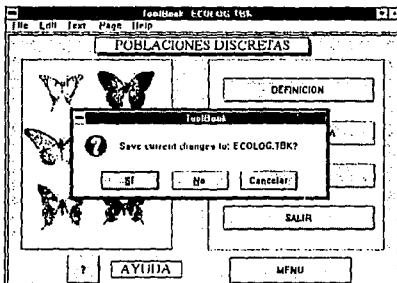 ToolBook - ECOLOG.TBK
File Edit Text Page Help
POBLACIONES DISCRETAS
DEFINICION
ToolBook
A
Save current changes to: ECOLOG.TBK?
Sí No Cancelar
SALIR
? AYUDA MENU